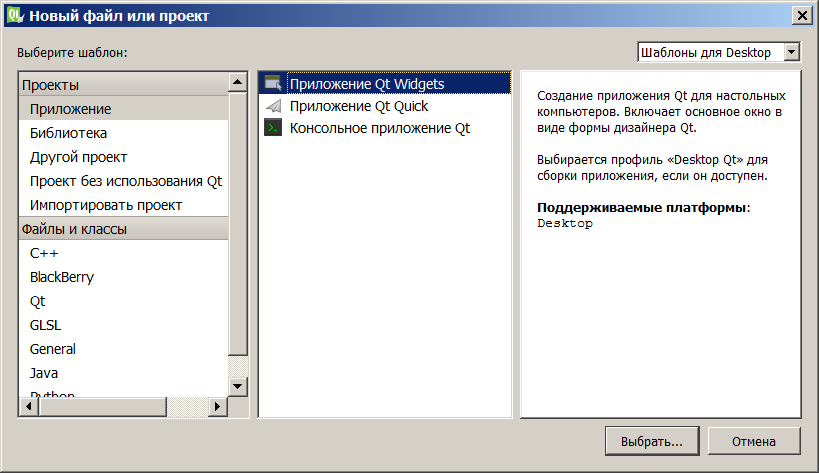 Новый файл или проект
Выберите шаблон:
Шаблоны для Desktop
Проекты
Приложение
Библиотека
Другой проект
Проект без использования Qt
Импортировать проект
Файлы и классы
C++
BlackBerry
Qt
GLSL
General
Java
Python
Приложение Qt Widgets
Приложение Qt Quick
Консольное приложение Qt
Создание приложения Qt для настольных
компьютеров. Включает основное окно в
виде формы дизайнера Qt.
Выбирается профиль «Desktop Qt» для
сборки приложения, если он доступен.
Поддерживаемые платформы:
Desktop
Выбрать...
Отмена